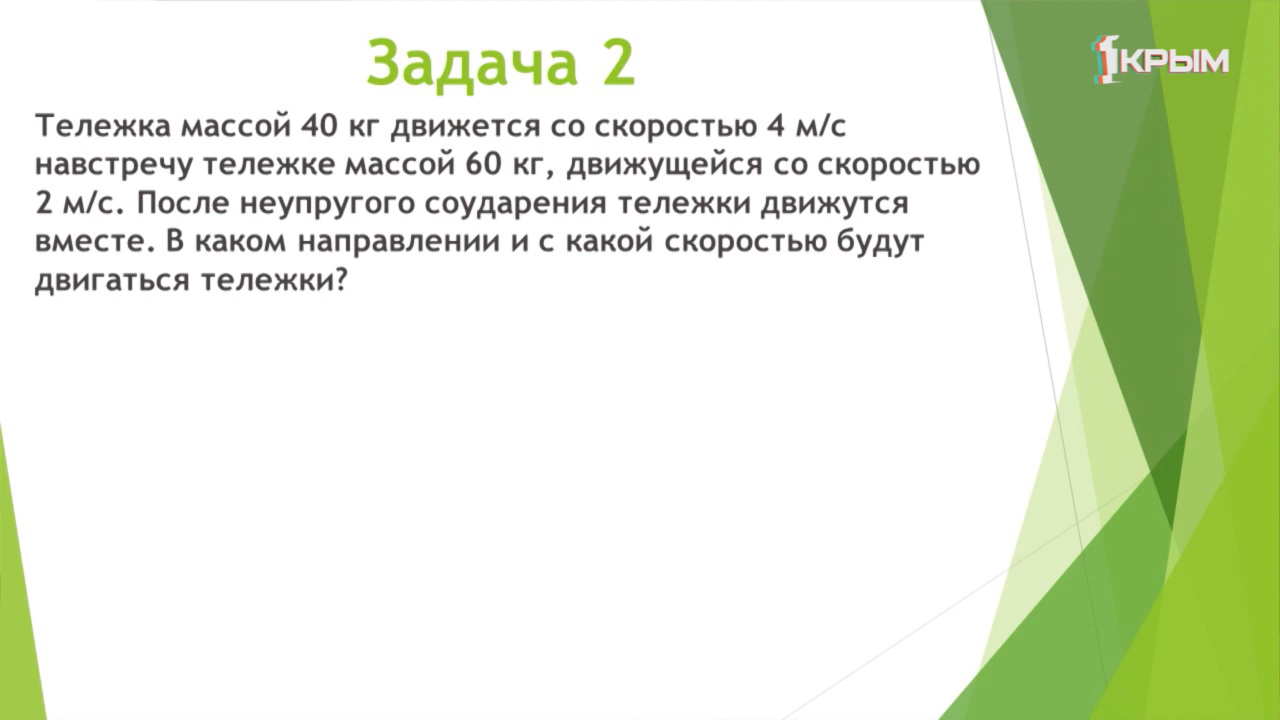 Задача 2
1КРЫМ
Тележка массой 40 кг движется со скоростью 4 м/с
навстречу тележке массой 60 кг, движущейся со скоростью
2 м/с. После неупругого соударения тележки движутся
вместе. В каком направлении и с какой скоростью будут
двигаться тележки?